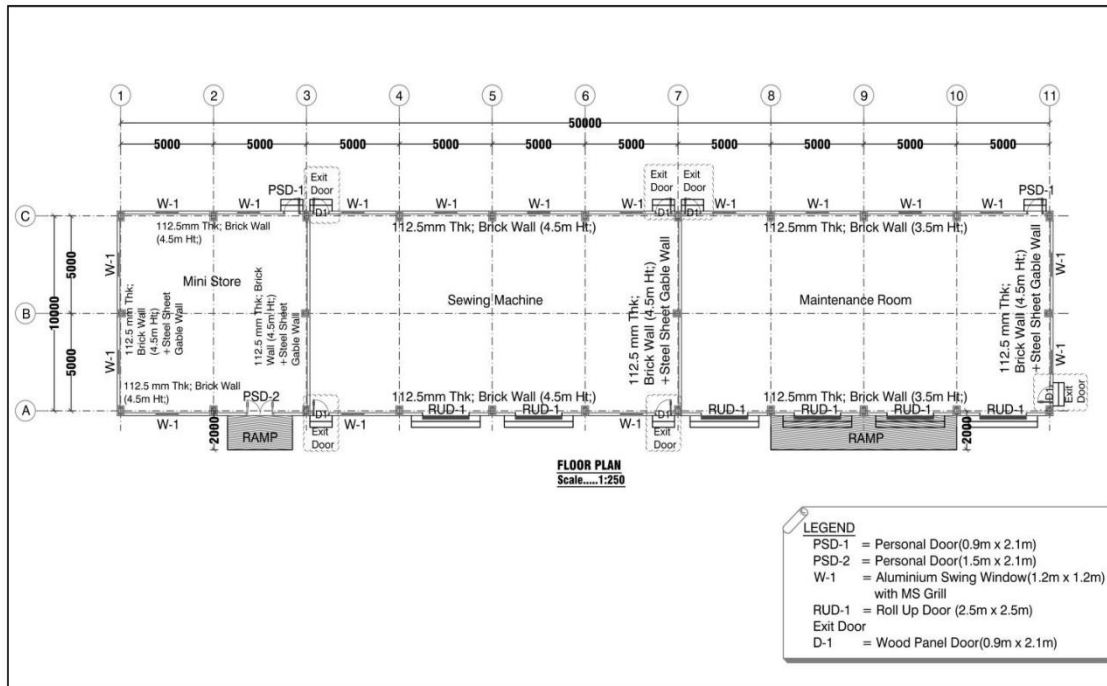 1 2 3 4 5 6 7 8 9 10 11
50000
5000 5000 5000 5000 5000 5000 5000 5000 5000 5000
Exit
Door
Exit
Door
Exit
Door
PSD-1
PSD-1
D1
D1
D1
C
W-1 W-1 W-1 W-1 W-1 W-1 W-1 W-1 W-1 W-1
112.5mm Thk; Brick Wall
(4.5m Ht;)
112.5mm Thk; Brick Wall (4.5m Ht;)
112.5mm Thk; Brick Wall (3.5m Ht;)
W-1
W-1
5000
10000
5000
B
Mini Store
Sewing Machine
Maintenance Room
112.5 mm Thk;
Brick Wall
(4.5m Ht)
+Steel Sheet
Gable Wall
112.5 mm Thk; Brick
Wall (4.5m Ht;)
+Steel Sheet
Gable Wall
112.5 mm Thk;
Brick Wall (4.5m Ht;)
+Steel Sheet Gable Wall
112.5 mm Thk;
Brick Wall (4.5m Ht;)
+Steel Sheet Gable Wall
W-1
W-1
112.5 mm Thk; Brick Wall
(4.5m Ht;)
PSD-2
112.5mm Thk; Brick Wall (4.5m Ht;)
112.5mm Thk; Brick Wall (3.5m Ht;)
D1
Exit
Door
A
D1
RUD-1 RUD-1
D1
RUD-1 RUD-1 RUD-1 RUD-1
W-1
W-1
W-1
RAMP
2000
Exit
Door
Exit
Door
RAMP
2000
FLOOR PLAN
Scale.....1:250
LEGEND
PSD-1 = Personal Door(0.9m x 2.1m)
PSD-2 = Personal Door(1.5m x 2.1m)
W-1 = Aluminium Swing Window(1.2m x 1.2m)
with MS Grill
RUD-1 = Roll Up Door (2.5m x 2.5m)
Exit Door
D-1 = Wood Panel Door(0.9m x 2.1m)